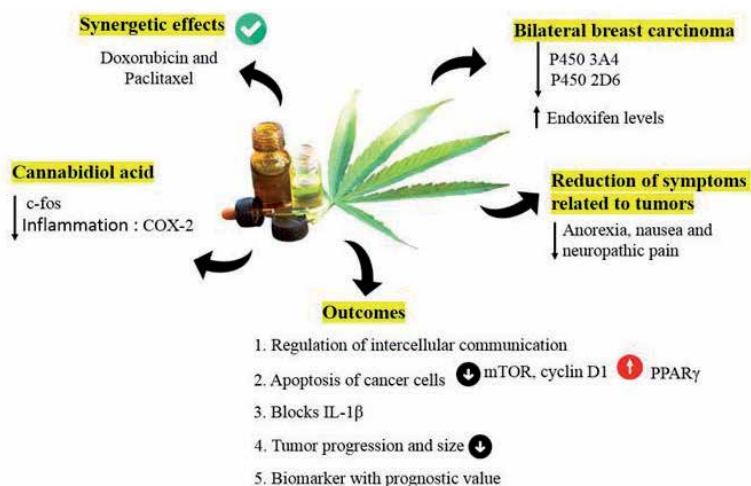 Synergetic effects
Doxorubicin and
Paclitaxel
Bilateral breast carcinoma
P450 3A4
P450 2D6
Endoxifen levels
Cannabidiol acid
c-fos
Inflammation : COX-2
Reduction of symptoms
related to tumors
Anorexia, nausea and
neuropathic pain
Outcomes
1. Regulation of intercellular communication
2. Apoptosis of cancer cells mTOR, cyclin D1 PPARγ
3. Blocks IL-1β
4. Tumor progression and size
5. Biomarker with prognostic value